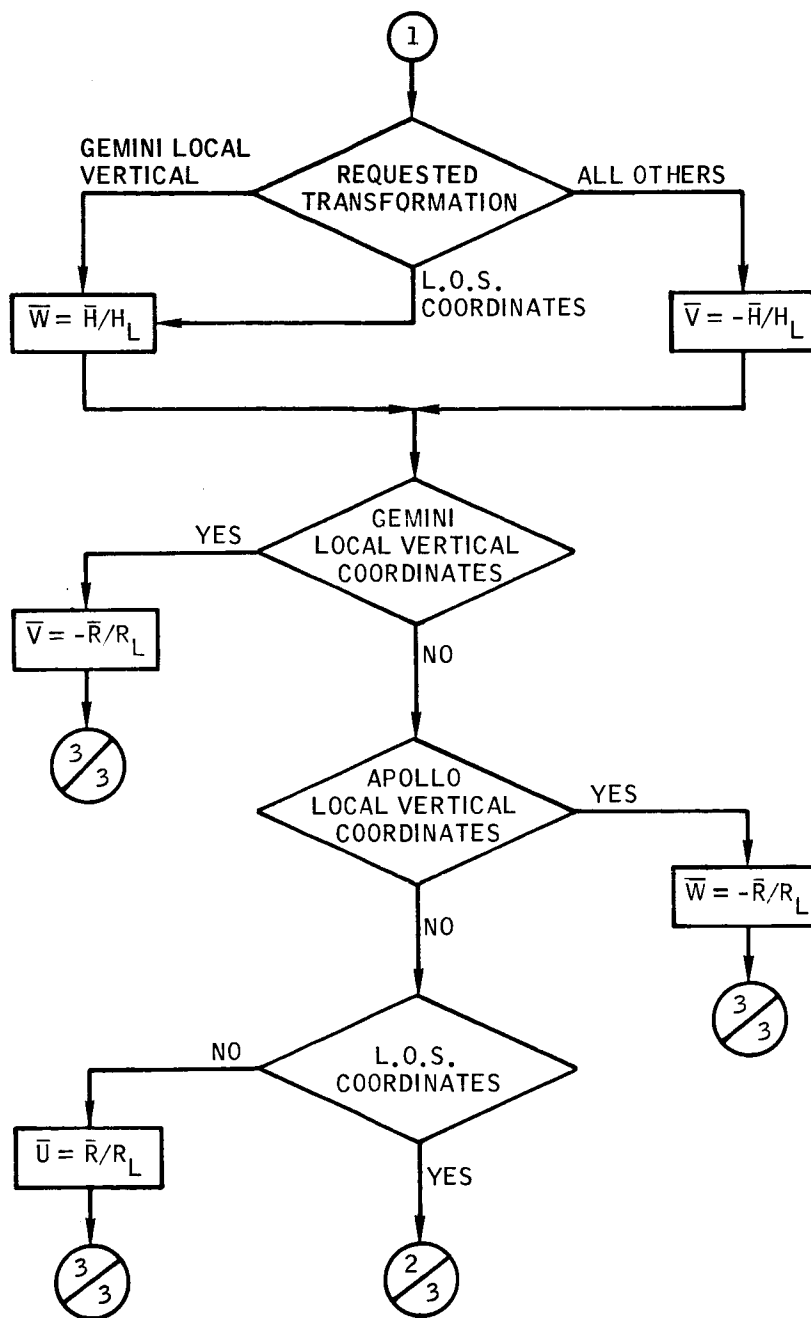 1
GEMINI LOCAL
VERTICAL
REQUESTED
TRANSFORMATION
ALL OTHERS
L.O.S.
COORDINATES
W̅ = H̅/H_L
V̅ = -H̅/H_L
GEMINI
LOCAL VERTICAL
COORDINATES
YES
V̅ = -R̅/R_L
NO
3/3
APOLLO
LOCAL VERTICAL
COORDINATES
YES
W̅ = -R̅/R_L
NO
3/3
L.O.S.
COORDINATES
NO
U̅ = R̅/R_L
YES
3/3
2/3